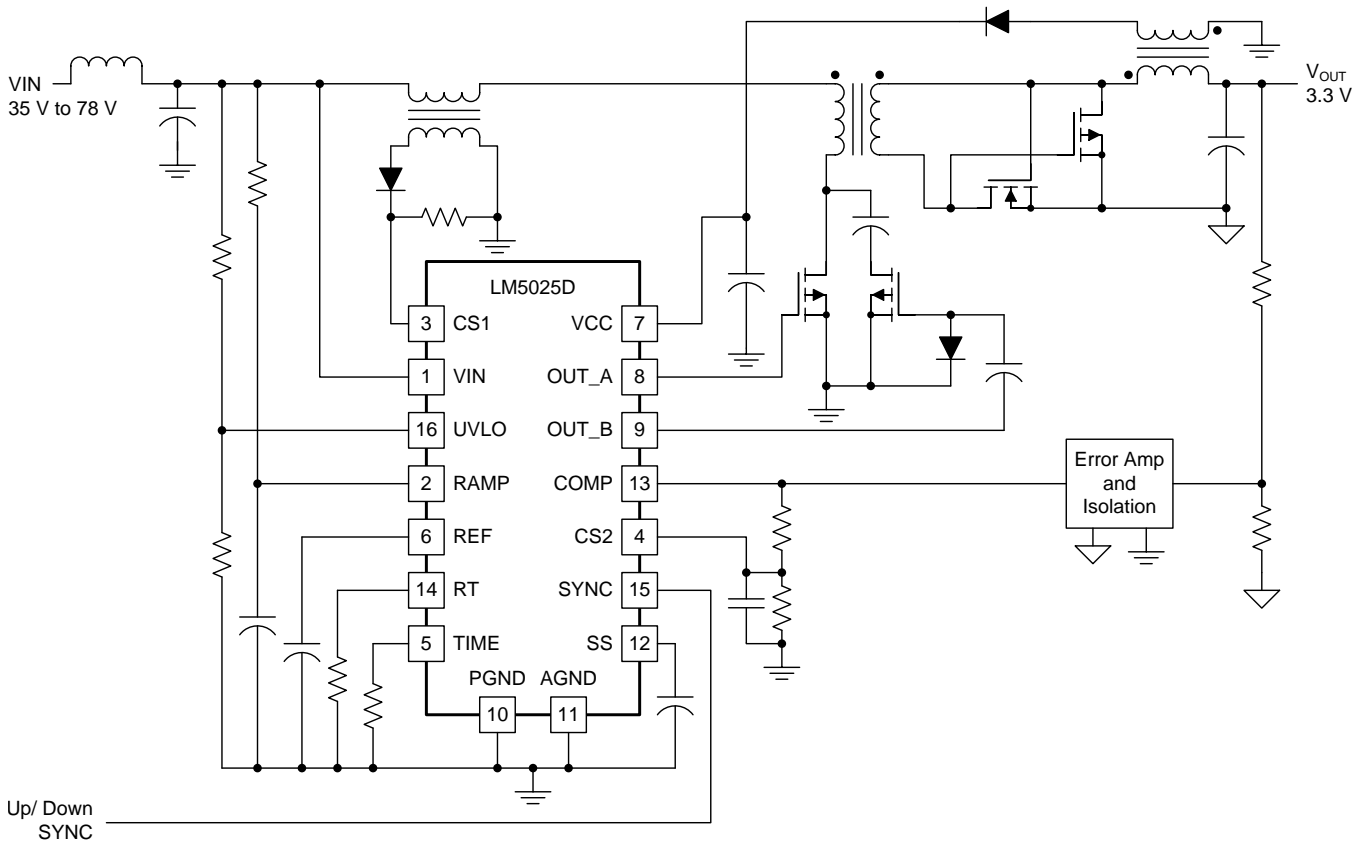 VIN
35 V to 78 V
VOUT
3.3 V
LM5025D
3 CS1
VCC 7
1 VIN
OUT_A 8
16 UVLO
OUT_B 9
2 RAMP
COMP 13
6 REF
CS2 4
14 RT
SYNC 15
5 TIME
SS 12
PGND AGND
10 11
Error Amp
and
Isolation
Up/ Down
SYNC